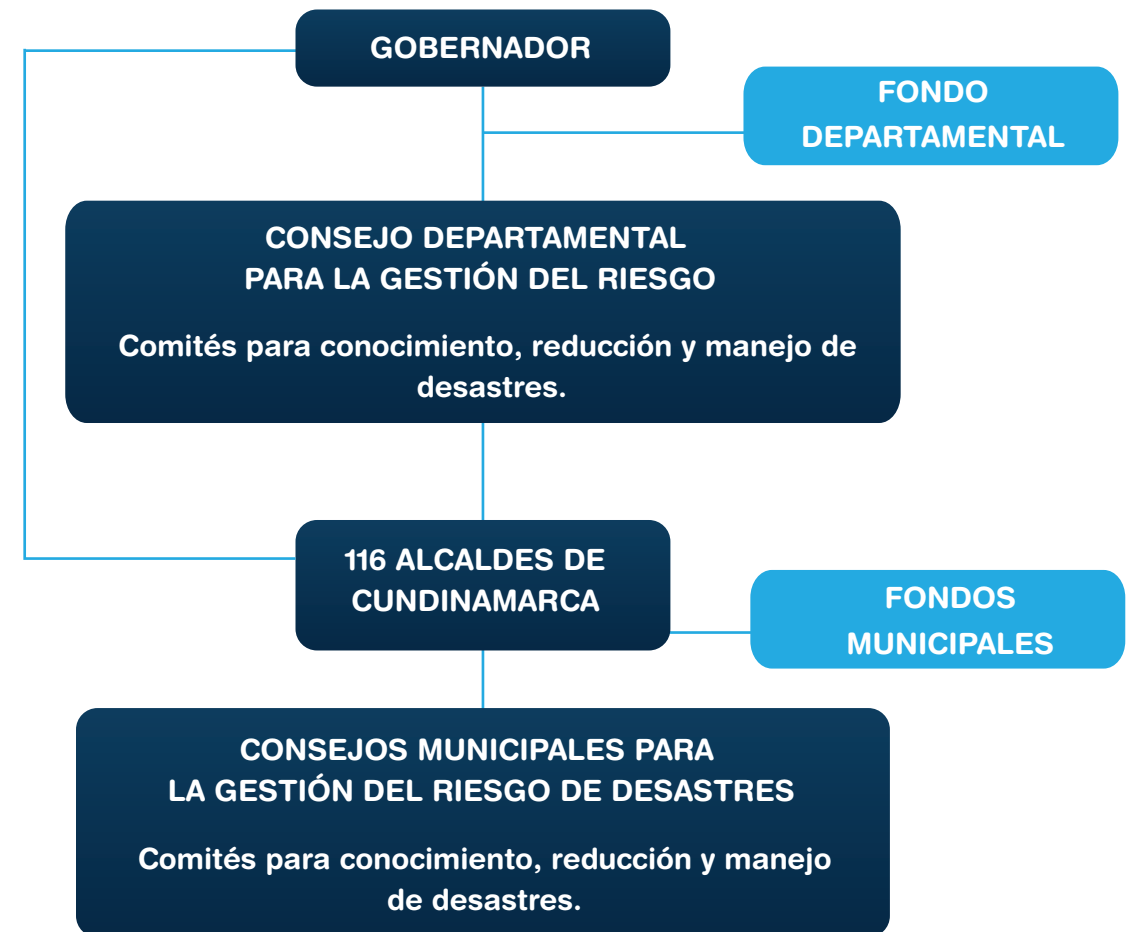 GOBERNADOR
FONDO
DEPARTAMENTAL
CONSEJO DEPARTAMENTAL
PARA LA GESTIÓN DEL RIESGO
Comités para conocimiento, reducción y manejo de
desastres.
116 ALCALDES DE
CUNDINAMARCA
FONDOS
MUNICIPALES
CONSEJOS MUNICIPALES PARA
LA GESTIÓN DEL RIESGO DE DESASTRES
Comités para conocimiento, reducción y manejo
de desastres.